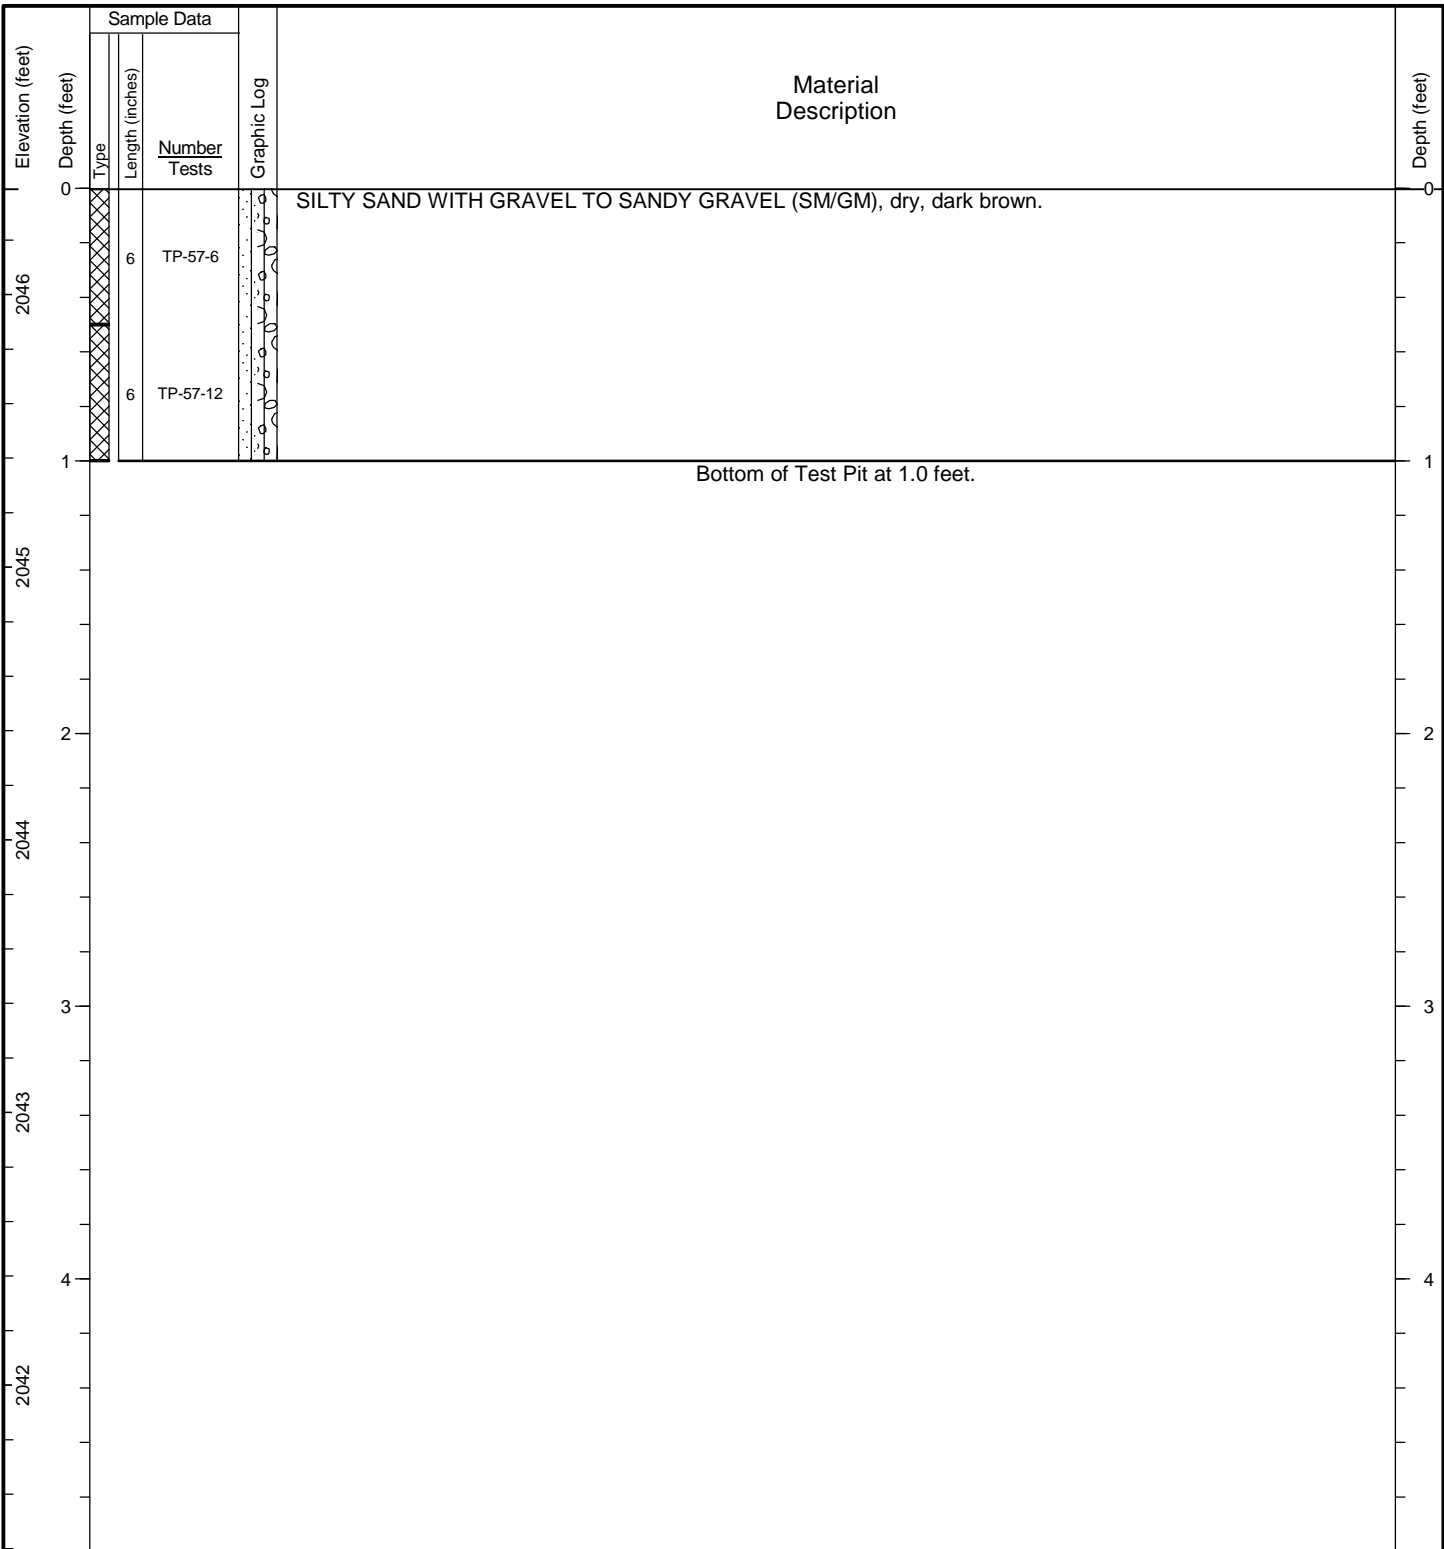 Sample Data
Elevation (feet)
Depth (feet)
Type
Length (inches)
Number
Tests
Graphic Log
Material
Description
Depth (feet)
0
SILTY SAND WITH GRAVEL TO SANDY GRAVEL (SM/GM), dry, dark brown.
0
6
TP-57-6
2046
6
TP-57-12
1
1
Bottom of Test Pit at 1.0 feet.
2045
2
2
2044
3
3
2043
4
4
2042